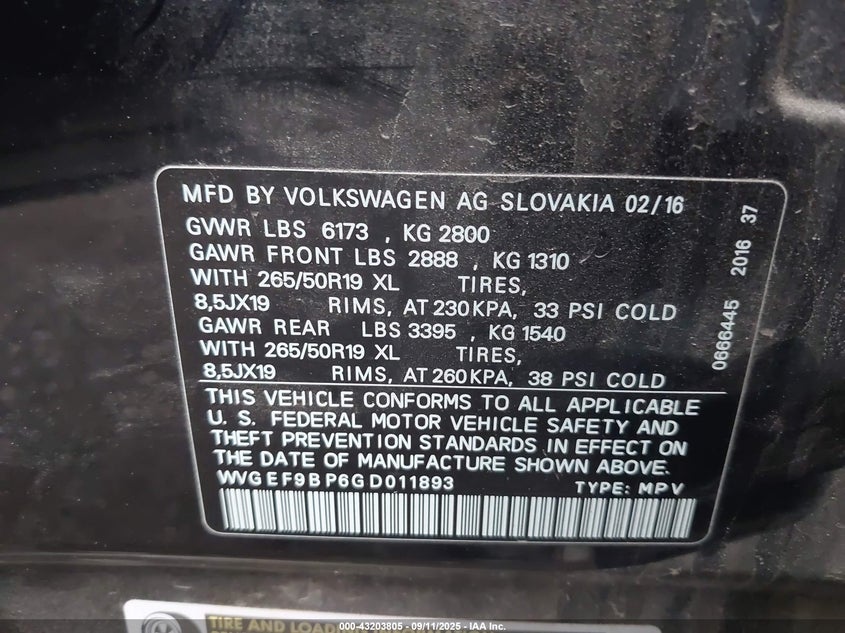 MFD BY VOLKSWAGEN AG SLOVAKIA 02/16
GVWR LBS 6173 , KG 2800
GAWR FRONT LBS 2888 , KG 1310
WITH 265/50R19 XL TIRES,
8,5JX19 RIMS, AT 230KPA, 33 PSI COLD
GAWR REAR LBS 3395 , KG 1540
WITH 265/50R19 XL TIRES,
8,5JX19 RIMS, AT 260KPA, 38 PSI COLD
THIS VEHICLE CONFORMS TO ALL APPLICABLE
U. S. FEDERAL MOTOR VEHICLE SAFETY AND
THEFT PREVENTION STANDARDS IN EFFECT ON
THE DATE OF MANUFACTURE SHOWN ABOVE.
WVGEF9BP6GD011893 TYPE: MPV
0666445 2016 37
TIRE AND LOAD
000-43203805 - 09/11/2025 - IAA Inc.